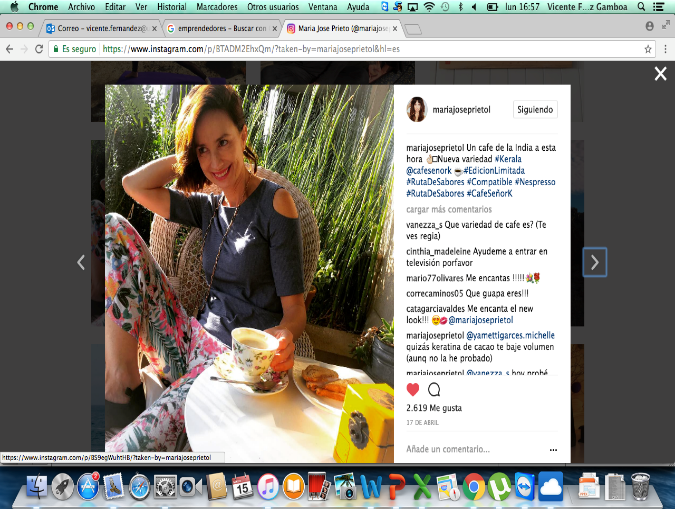 Chrome Archivo Editar Ver Historial Marcadores Otros usuarios Ventana Ayuda lun 16:57 Vicente F...z Gamboa
Correo – vicente.fernandez@ emprendedores – Buscar con Maria Jose Prieto (@mariajose
Es seguro https://www.instagram.com/p/BTADM2EhxQm/?taken-by=mariajoseprietol&hl=es
mariajoseprietol Siguiendo
mariajoseprietol Un cafe de la India a esta
hora 👌🏻Nueva variedad #Kerala
@cafesenork ☕#EdicionLimitada
#RutaDeSabores #Compatible #Nespresso
#RutaDeSabores #CafeSeñorK
cargar más comentarios
vanezza_s Que variedad de cafe es? (Te
ves regia)
cinthia_madeleine Ayudeme a entrar en
televisión porfavor
mario77olivares Me encantas !!!!!
correcaminos05 Que guapa eres!!!
catagarciavaldes Me encanta el new
look!!! 😍💋@mariajoseprietol
mariajoseprietol @yamettigarces.michelle
quizás keratina de cacao te baje volumen
(aunq no la he probado)
mariajoseprietol @vanezza_s hoy probé
2.619 Me gusta
17 DE ABRIL
Añade un comentario...
https://www.instagram.com/p/BS9egWuhtHB/?taken-by=mariajoseprietol
15